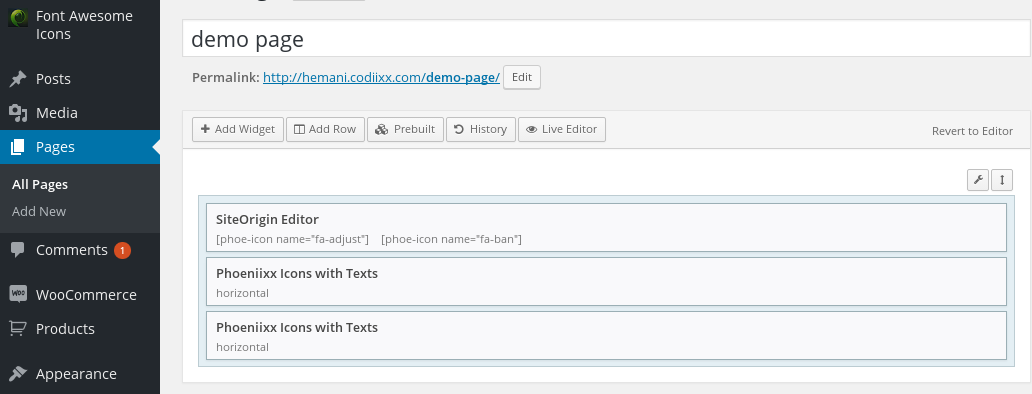 Font Awesome
Icons
Posts
Media
Pages
All Pages
Add New
Comments 1
WooCommerce
Products
Appearance
demo page
Permalink: http://hemani.codiixx.com/demo-page/ Edit
Add Widget Add Row Prebuilt History Live Editor Revert to Editor
SiteOrigin Editor
[phoe-icon name="fa-adjust"] [phoe-icon name="fa-ban"]
Phoeniixx Icons with Texts
horizontal
Phoeniixx Icons with Texts
horizontal